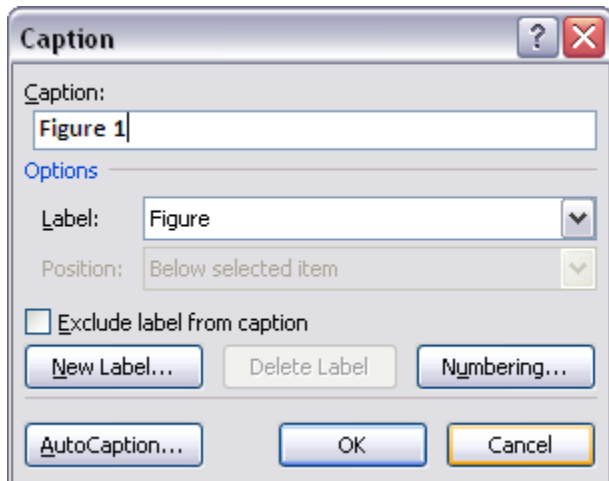 Caption
Caption:
Figure 1
Options
Label: Figure
Position: Below selected item
Exclude label from caption
New Label... Delete Label Numbering...
AutoCaption... OK Cancel